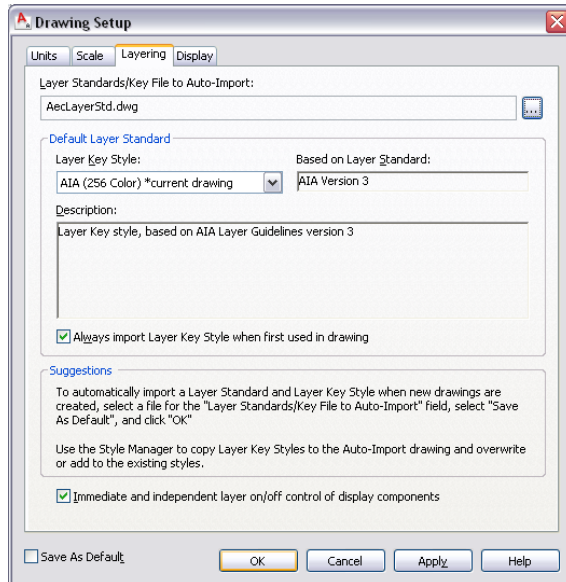 Drawing Setup
Units Scale Layering Display
Layer Standards/Key File to Auto-Import:
AecLayerStd.dwg
...
Default Layer Standard
Layer Key Style: Based on Layer Standard:
AIA (256 Color) *current drawing AIA Version 3
Description:
Layer Key style, based on AIA Layer Guidelines version 3
Always import Layer Key Style when first used in drawing
Suggestions
To automatically import a Layer Standard and Layer Key Style when new drawings are
created, select a file for the "Layer Standards/Key File to Auto-Import" field, select "Save
As Default", and click "OK"
Use the Style Manager to copy Layer Key Styles to the Auto-Import drawing and overwrite
or add to the existing styles.
Immediate and independent layer on/off control of display components
Save As Default OK Cancel Apply Help